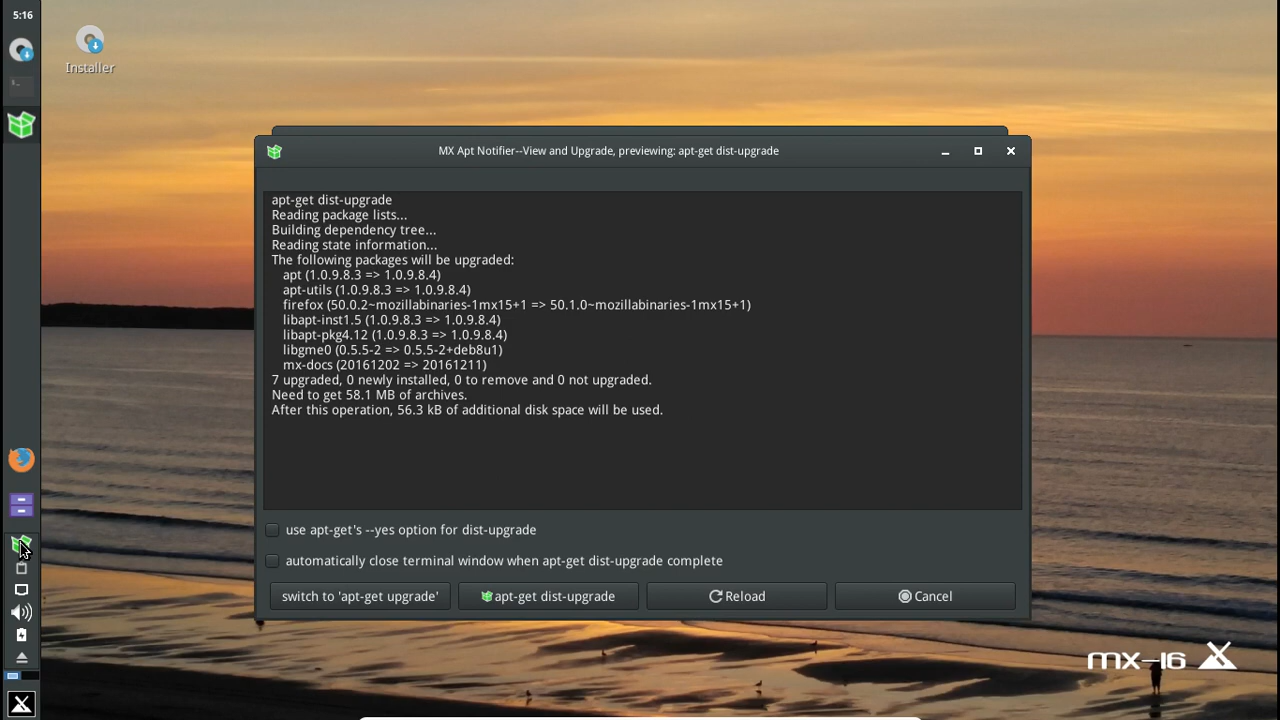 5:16
Installer
MX Apt Notifier--View and Upgrade, previewing: apt-get dist-upgrade
apt-get dist-upgrade
Reading package lists...
Building dependency tree...
Reading state information...
The following packages will be upgraded:
apt (1.0.9.8.3 => 1.0.9.8.4)
apt-utils (1.0.9.8.3 => 1.0.9.8.4)
firefox (50.0.2~mozillabinaries-1mx15+1 => 50.1.0~mozillabinaries-1mx15+1)
libapt-inst1.5 (1.0.9.8.3 => 1.0.9.8.4)
libapt-pkg4.12 (1.0.9.8.3 => 1.0.9.8.4)
libgme0 (0.5.5-2 => 0.5.5-2+deb8u1)
mx-docs (20161202 => 20161211)
7 upgraded, 0 newly installed, 0 to remove and 0 not upgraded.
Need to get 58.1 MB of archives.
After this operation, 56.3 kB of additional disk space will be used.
use apt-get's --yes option for dist-upgrade
automatically close terminal window when apt-get dist-upgrade complete
switch to 'apt-get upgrade'
apt-get dist-upgrade
Reload
Cancel
mx-16